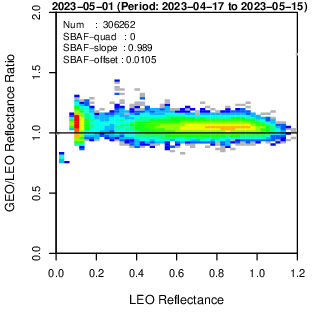 2023-05-01 (Period: 2023-04-17 to 2023-05-15)
Num : 306262
SBAF-quad : 0
SBAF-slope : 0.989
SBAF-offset : 0.0105
GEO/LEO Reflectance Ratio
2.0
1.5
1.0
0.5
0.0
0.0 0.2 0.4 0.6 0.8 1.0 1.2
LEO Reflectance